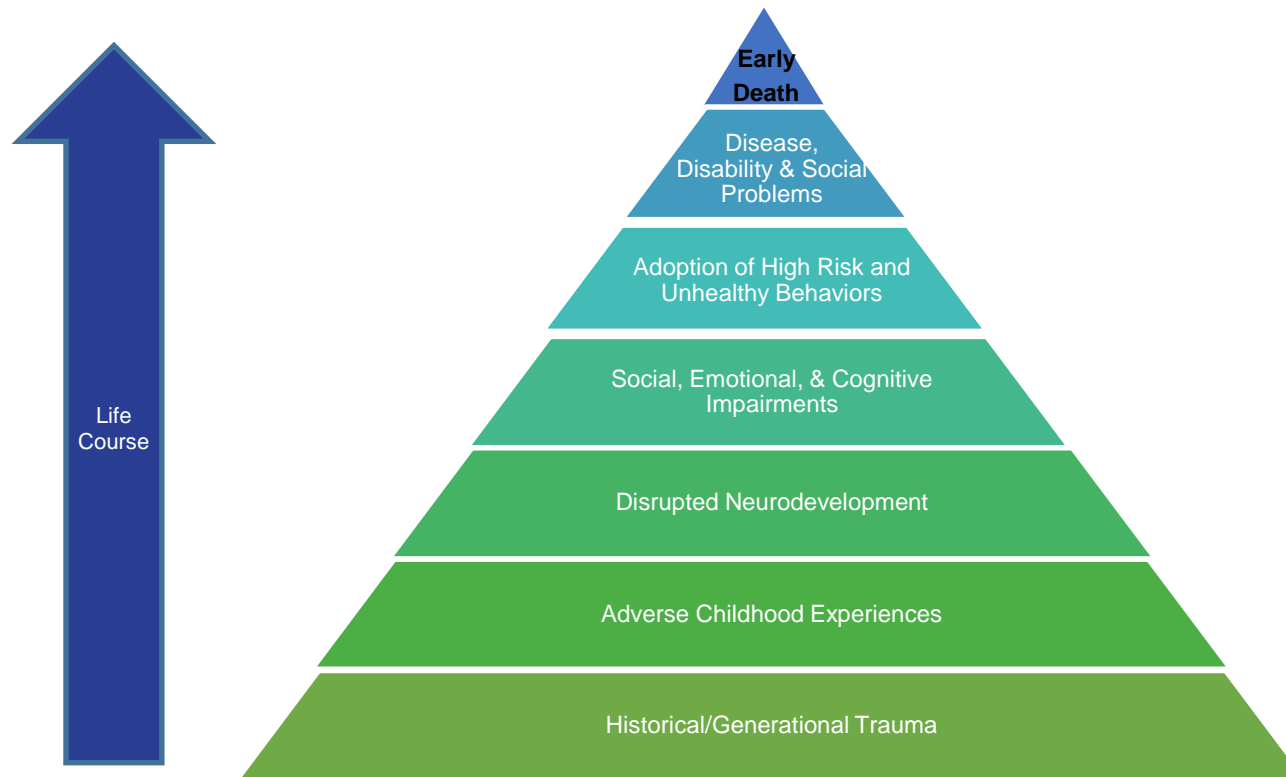 Early
Death
Disease,
Disability & Social
Problems
Adoption of High Risk and
Unhealthy Behaviors
Social, Emotional, & Cognitive
Impairments
Life
Course
Disrupted Neurodevelopment
Adverse Childhood Experiences
Historical/Generational Trauma